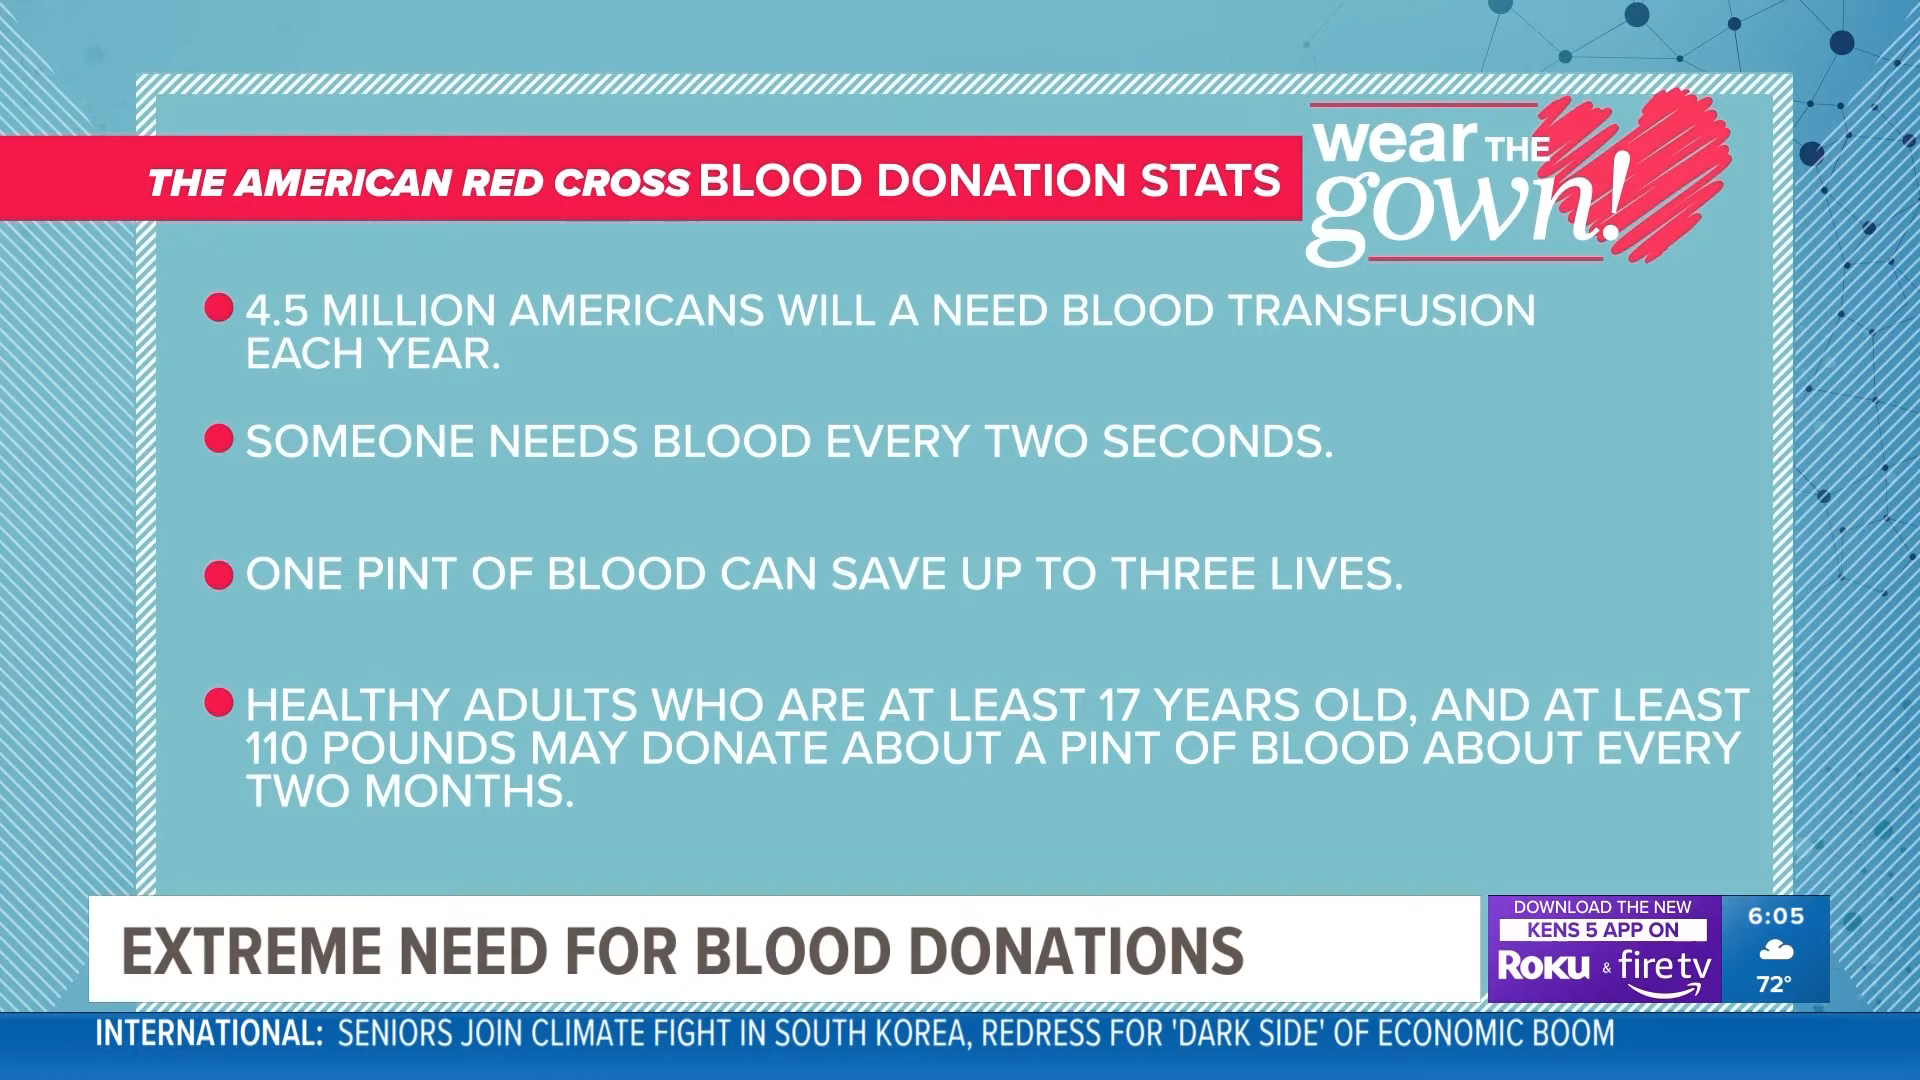 THE AMERICAN RED CROSS BLOOD DONATION STATS
wear THE
gown!
4.5 MILLION AMERICANS WILL A NEED BLOOD TRANSFUSION
EACH YEAR.
SOMEONE NEEDS BLOOD EVERY TWO SECONDS.
ONE PINT OF BLOOD CAN SAVE UP TO THREE LIVES.
HEALTHY ADULTS WHO ARE AT LEAST 17 YEARS OLD, AND AT LEAST
110 POUNDS MAY DONATE ABOUT A PINT OF BLOOD ABOUT EVERY
TWO MONTHS.
EXTREME NEED FOR BLOOD DONATIONS
DOWNLOAD THE NEW
KENS 5 APP ON
ROKU & fire tv
6:05
72°
INTERNATIONAL: SENIORS JOIN CLIMATE FIGHT IN SOUTH KOREA, REDRESS FOR 'DARK SIDE' OF ECONOMIC BOOM